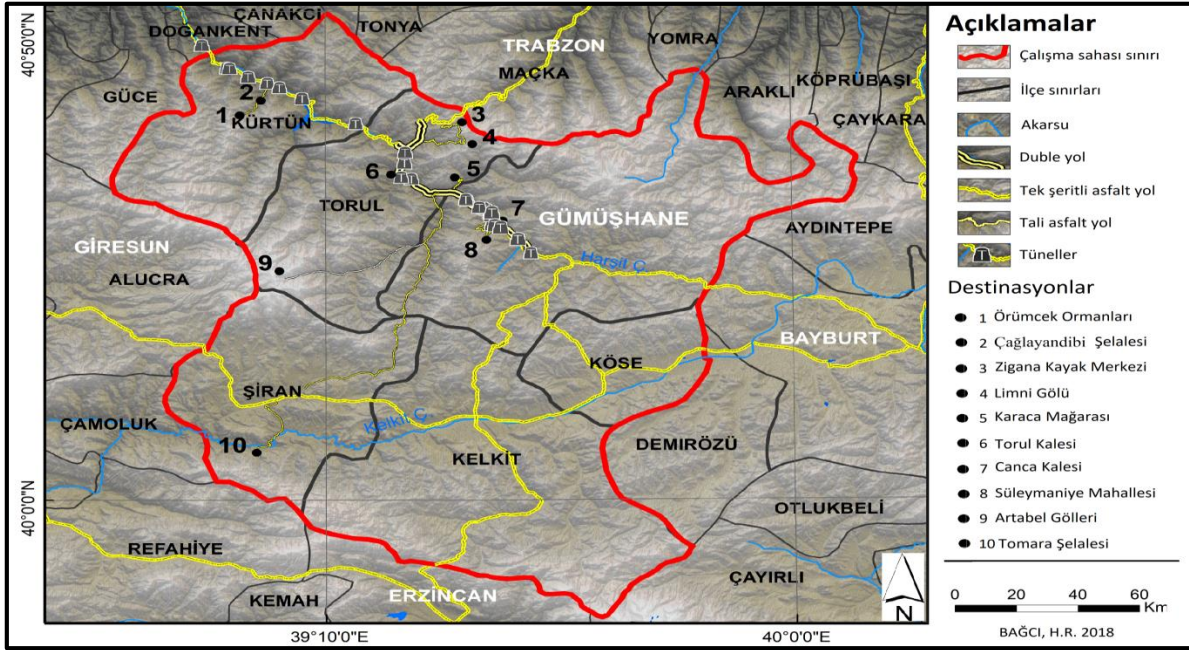 40°50'0"N
ÇANAKCİ
DOĞANKENT
TONYA
TRABZON
YOMRA
MAÇKA
KÖPRÜBAŞI
ARAKLI
GÜCE
ÇAYKARA
1
2
KÜRTÜN
3
4
5
6
TORUL
7
GÜMÜŞHANE
8
AYDINTEPE
GİRESUN
ALUCRA
9
Harşit Ç.
BAYBURT
KÖSE
ŞİRAN
Kelkit Ç.
ÇAMOLUK
10
KELKİT
DEMİRÖZÜ
40°0'0"N
OTLUKBELİ
REFAHİYE
ÇAYIRLI
KEMAH
ERZİNCAN
N
39°10'0"E
40°0'0"E
Açıklamalar
Çalışma sahası sınırı
İlçe sınırları
Akarsu
Duble yol
Tek şeritli asfalt yol
Tali asfalt yol
Tüneller
Destinasyonlar
1 Örümcek Ormanları
2 Çağlayandibi Şelalesi
3 Zigana Kayak Merkezi
4 Limni Gölü
5 Karaca Mağarası
6 Torul Kalesi
7 Canca Kalesi
8 Süleymaniye Mahallesi
9 Artabel Gölleri
10 Tomara Şelalesi
0 20 40 60 Km
BAĞCI, H.R. 2018